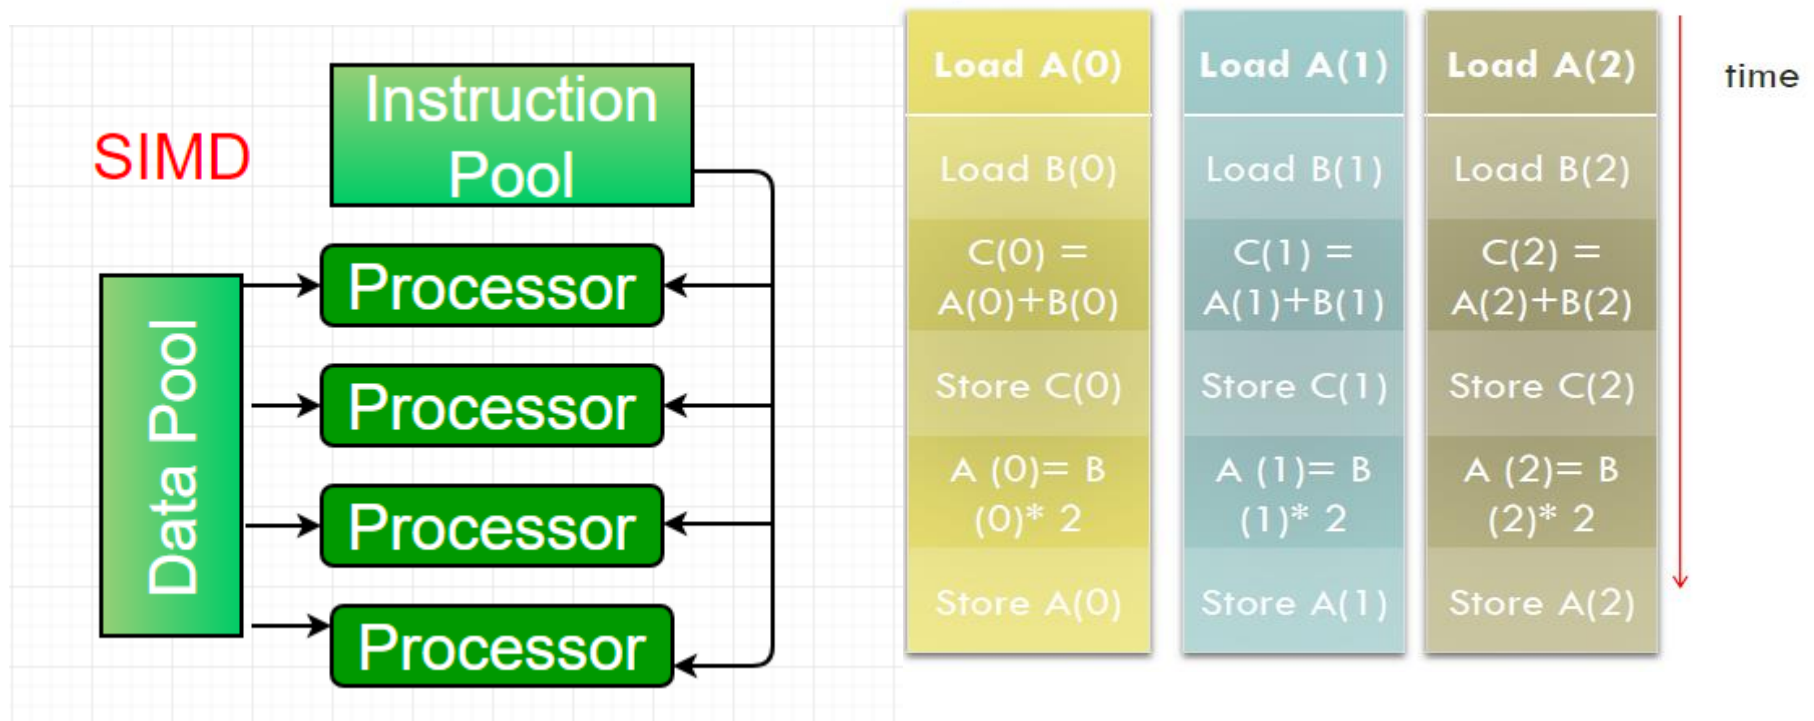 SIMD
Instruction
Pool
Data Pool
Processor
Processor
Processor
Processor
Load A(0)
Load B(0)
C(0) =
A(0)+B(0)
Store C(0)
A (0)= B
(0)* 2
Store A(0)
Load A(1)
Load B(1)
C(1) =
A(1)+B(1)
Store C(1)
A (1)= B
(1)* 2
Store A(1)
Load A(2)
Load B(2)
C(2) =
A(2)+B(2)
Store C(2)
A (2)= B
(2)* 2
Store A(2)
time